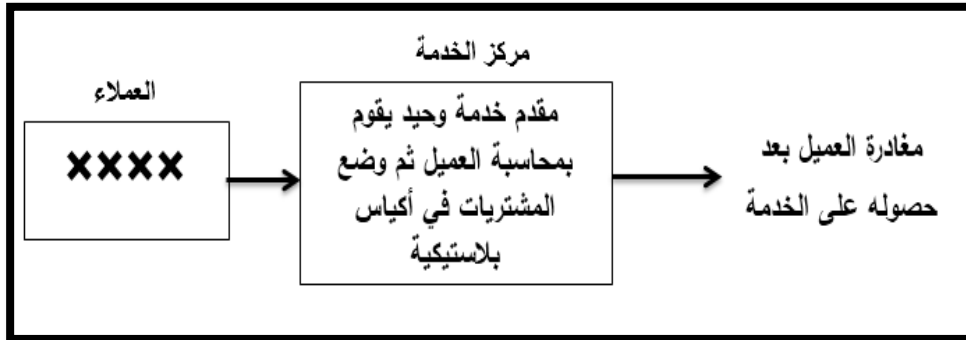 مركز الخدمة
العملاء
××××
مقدم خدمة وحيد يقوم
بمحاسبة العميل ثم وضع
المشتريات في أكياس
بلاستيكية
مغادرة العميل بعد
حصوله على الخدمة